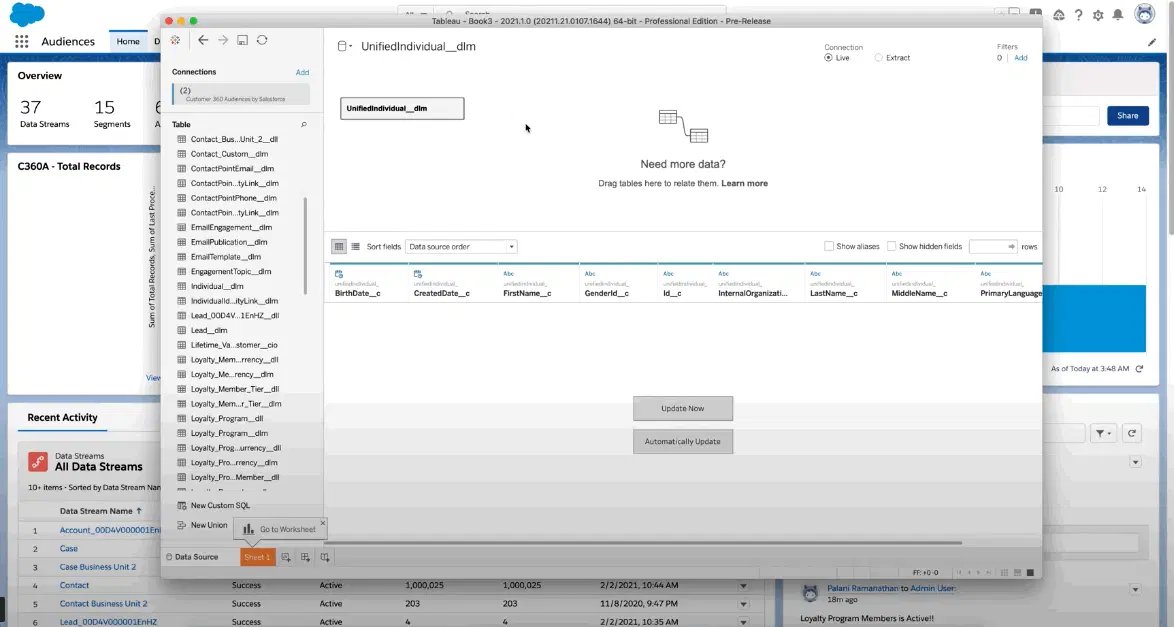 Tableau - Book3 - 2021.1.0 (20211.21.0107.1644) 64-bit - Professional Edition - Pre-Release
All
Search
Audiences
Home
D
Overview
37
15
6
Data Streams
Segments
A
C360A - Total Records
Sum of Total Records, Sum of Last Proce...
View
Connections
Add
(2)
Customer 360 Audiences by Salesforce
Table
Contact_Bus...Unit_2__dll
Contact_Custom__dlm
ContactPointEmail__dlm
ContactPoin...tyLink__dlm
ContactPointPhone__dlm
ContactPoin...tyLink__dlm
EmailEngagement__dlm
EmailPublication__dlm
EmailTemplate__dlm
EngagementTopic__dlm
Individual__dlm
IndividualId...ityLink__dlm
Lead_00D4V...1EnHZ__dll
Lead__dlm
Lifetime_Va...stomer__cio
Loyalty_Mem...rrency__dll
Loyalty_Me...rency__dlm
Loyalty_Member_Tier__dll
Loyalty_Mem...r_Tier__dlm
Loyalty_Program__dll
Loyalty_Program__dlm
Loyalty_Prog...urrency__dll
Loyalty_Pro...rrency__dlm
Loyalty_Pro...Member__dll
New Custom SQL
New Union
Go to Worksheet
Data Source
Sheet 1
UnifiedIndividual__dlm
Connection
Live
Extract
Filters
0
Add
UnifiedIndividual__dlm
Need more data?
Drag tables here to relate them. Learn more
Sort fields
Data source order
Show aliases
Show hidden fields
rows
Abc Abc Abc Abc Abc Abc Abc
unifiedIndividual_ unifiedIndividual_ unifiedIndividual_ unifiedIndividual_ unifiedIndividual_ unifiedIndividual_ unifiedIndividual_ unifiedIndividual_ unifiedIndividual_
BirthDate__c CreatedDate__c FirstName__c GenderId__c Id__c InternalOrganizati... LastName__c MiddleName__c PrimaryLanguage
Update Now
Automatically Update
FF: +0 -0
Share
10 12 14
As of Today at 3:48 AM
Recent Activity
Data Streams
All Data Streams
10+ items • Sorted by Data Stream Nam
Data Stream Name ↑
1 Account_00D4V000001EnH
2 Case
3 Case Business Unit 2
4 Contact Success Active 1,000,025 1,000,025 2/2/2021, 10:44 AM
5 Contact Business Unit 2 Success Active 203 203 11/8/2020, 9:47 PM
6 Lead_00D4V000001EnHZ Success Active 4 4 2/2/2021, 10:35 AM
Palani Ramanathan to Admin User
18m ago
Loyalty Program Members is Active!!